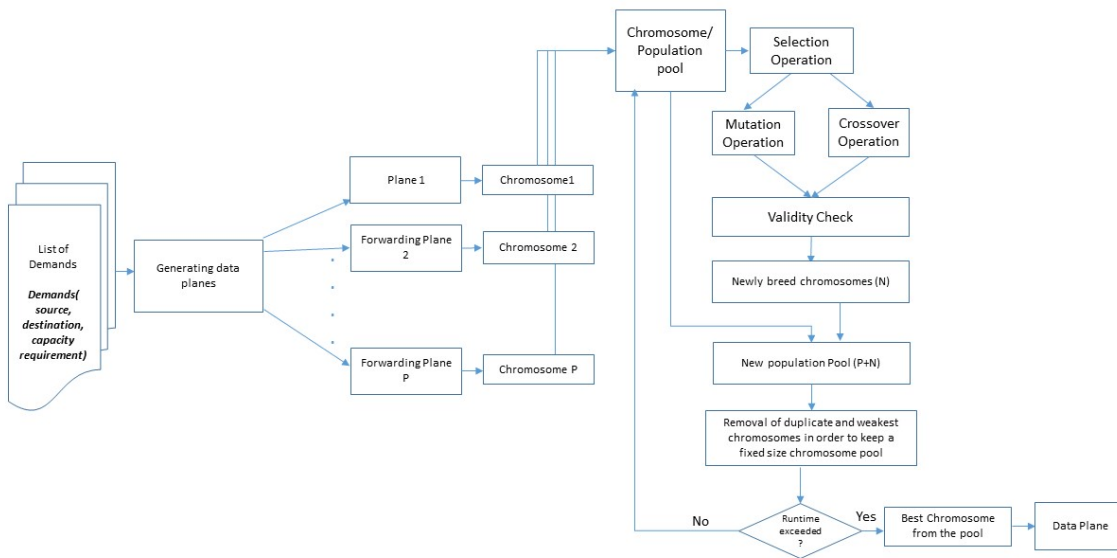 List of
Demands
Demands(
source,
destination,
capacity
requirement)
Generating data
planes
Plane 1
Forwarding Plane
2
Forwarding Plane
P
Chromosome1
Chromosome 2
Chromosome P
Chromosome/
Population
pool
Selection
Operation
Mutation
Operation
Crossover
Operation
Validity Check
Newly breed chromosomes (N)
New population Pool (P+N)
Removal of duplicate and weakest
chromosomes in order to keep a
fixed size chromosome pool
Runtime
exceeded
?
No
Yes
Best Chromosome
from the pool
Data Plane